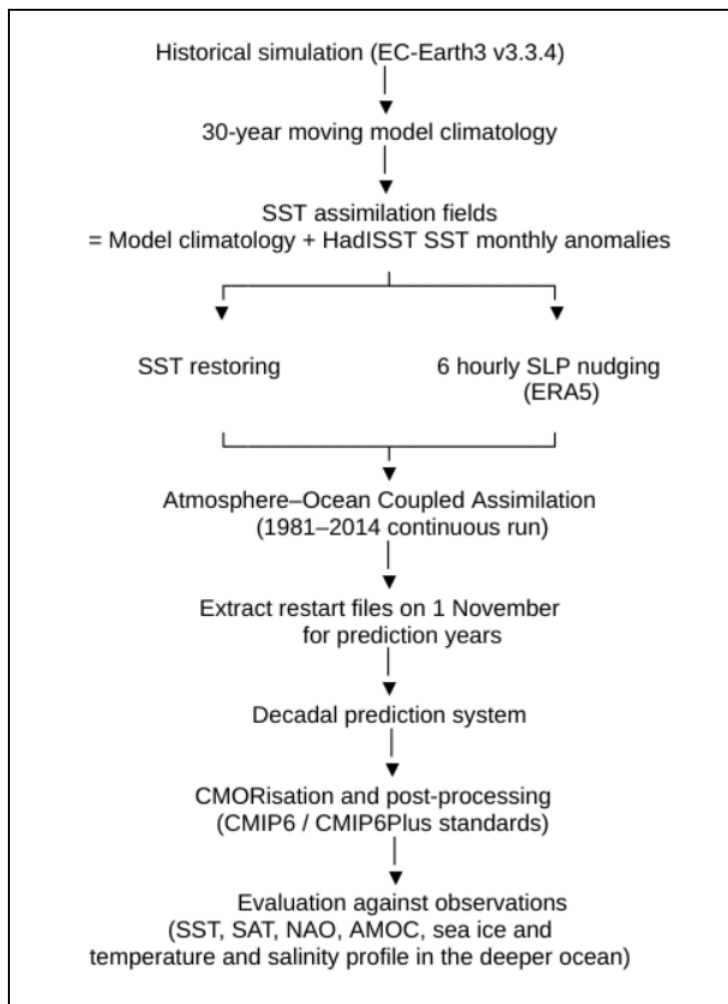 Historical simulation (EC-Earth3 v3.3.4)
30-year moving model climatology
SST assimilation fields
= Model climatology + HadISST SST monthly anomalies
SST restoring
6 hourly SLP nudging
(ERA5)
Atmosphere–Ocean Coupled Assimilation
(1981–2014 continuous run)
Extract restart files on 1 November
for prediction years
Decadal prediction system
CMORisation and post-processing
(CMIP6 / CMIP6Plus standards)
Evaluation against observations
(SST, SAT, NAO, AMOC, sea ice and
temperature and salinity profile in the deeper ocean)